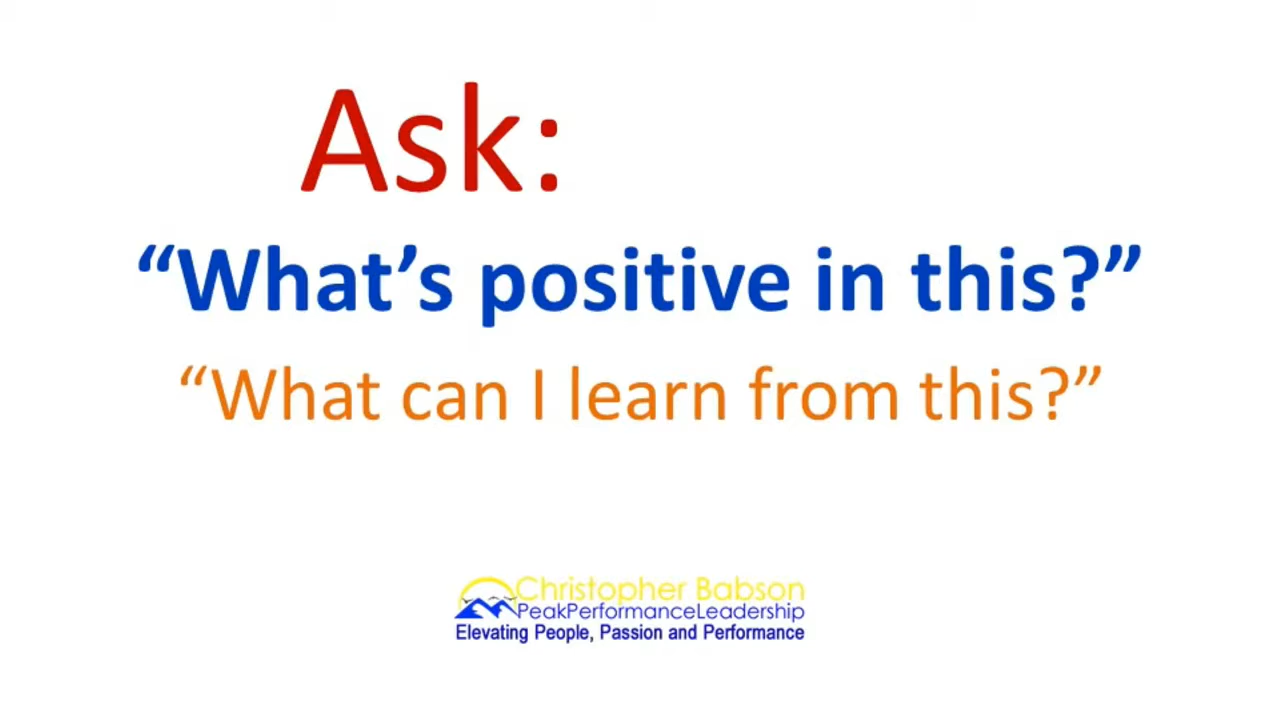 Ask:
“What’s positive in this?”
“What can I learn from this?”
Christopher Babson
PeakPerformanceLeadership
Elevating People, Passion and Performance